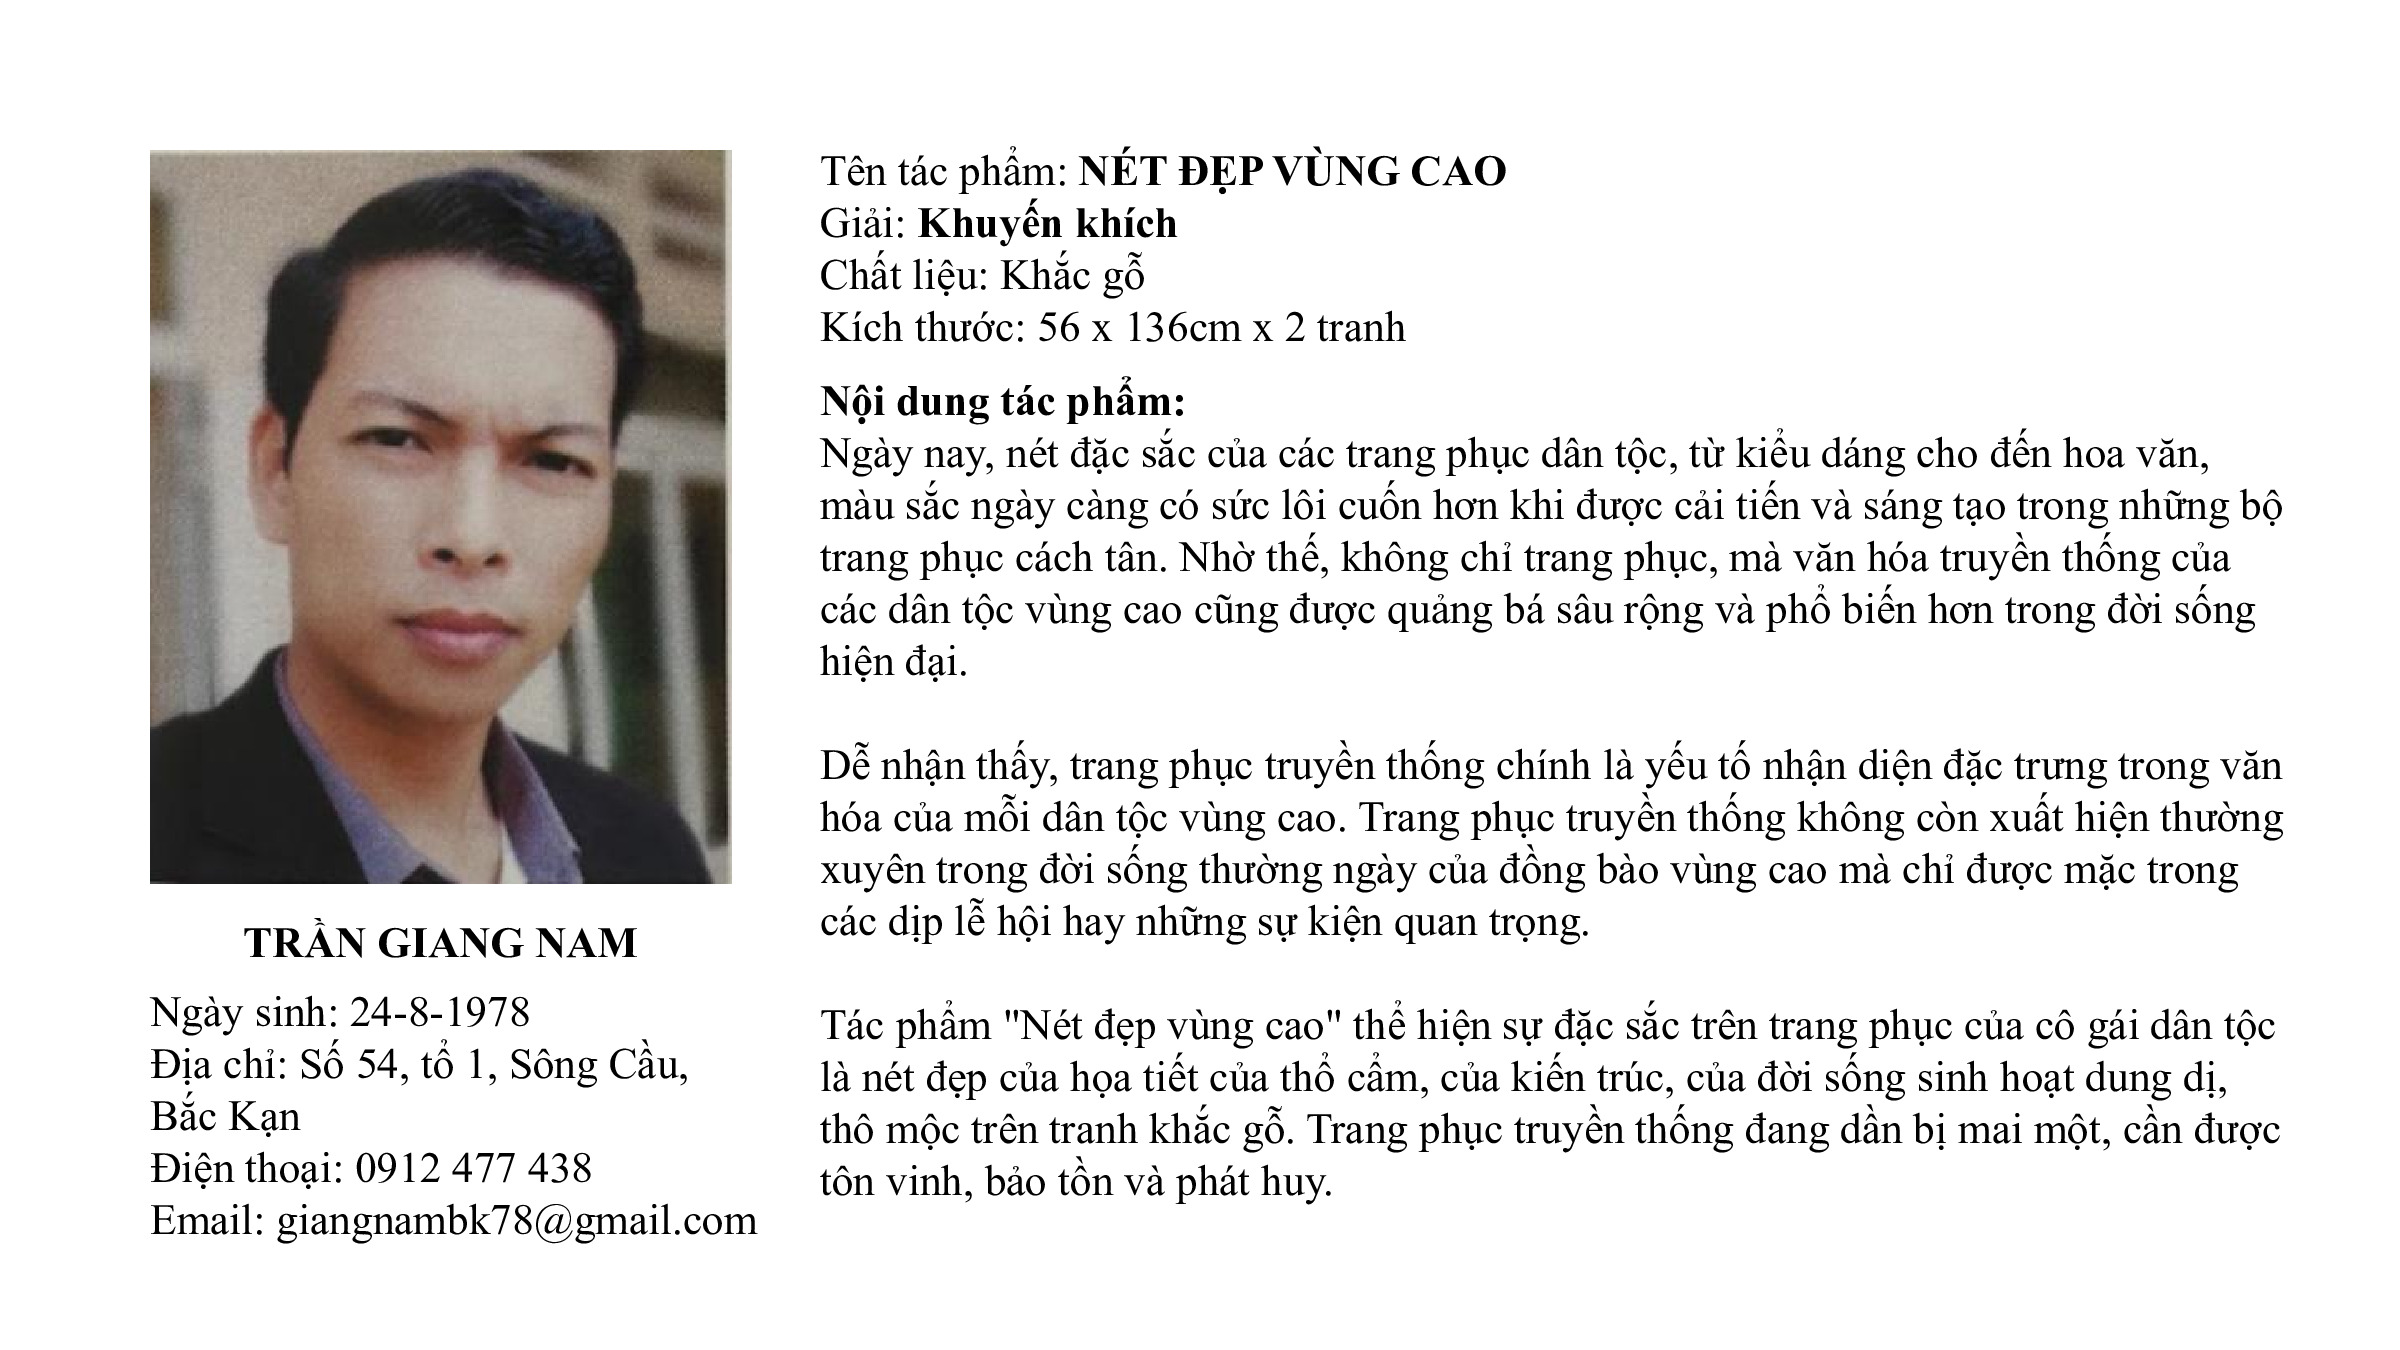 TRẦN GIANG NAM
Ngày sinh: 24-8-1978
Địa chỉ: Số 54, tổ 1, Sông Cầu,
Bắc Kạn
Điện thoại: 0912 477 438
Email: giangnambk78@gmail.com
Tên tác phẩm: NÉT ĐẸP VÙNG CAO
Giải: Khuyến khích
Chất liệu: Khắc gỗ
Kích thước: 56 x 136cm x 2 tranh
Nội dung tác phẩm:
Ngày nay, nét đặc sắc của các trang phục dân tộc, từ kiểu dáng cho đến hoa văn,
màu sắc ngày càng có sức lôi cuốn hơn khi được cải tiến và sáng tạo trong những bộ
trang phục cách tân. Nhờ thế, không chỉ trang phục, mà văn hóa truyền thống của
các dân tộc vùng cao cũng được quảng bá sâu rộng và phổ biến hơn trong đời sống
hiện đại.
Dễ nhận thấy, trang phục truyền thống chính là yếu tố nhận diện đặc trưng trong văn
hóa của mỗi dân tộc vùng cao. Trang phục truyền thống không còn xuất hiện thường
xuyên trong đời sống thường ngày của đồng bào vùng cao mà chỉ được mặc trong
các dịp lễ hội hay những sự kiện quan trọng.
Tác phẩm "Nét đẹp vùng cao" thể hiện sự đặc sắc trên trang phục của cô gái dân tộc
là nét đẹp của họa tiết của thổ cẩm, của kiến trúc, của đời sống sinh hoạt dung dị,
thô mộc trên tranh khắc gỗ. Trang phục truyền thống đang dần bị mai một, cần được
tôn vinh, bảo tồn và phát huy.